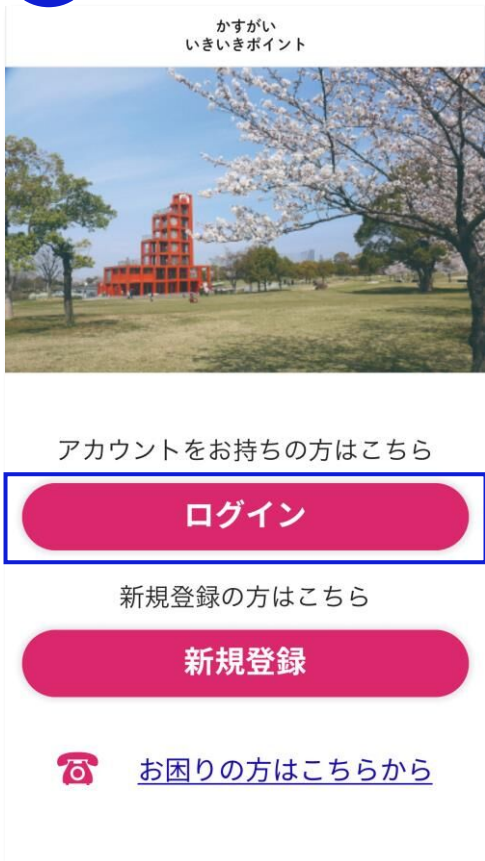 かすがい
いきいきポイント
アカウントをお持ちの方はこちら
ログイン
新規登録の方はこちら
新規登録
お困りの方はこちらから